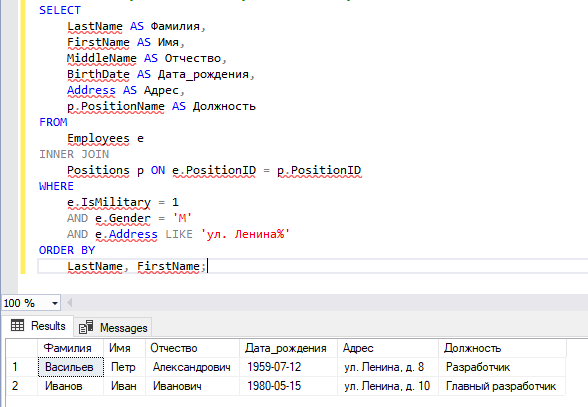 SELECT
LastName AS Фамилия,
FirstName AS Имя,
MiddleName AS Отчество,
BirthDate AS Дата_рождения,
Address AS Адрес,
p.PositionName AS Должность
FROM
Employees e
INNER JOIN
Positions p ON e.PositionID = p.PositionID
WHERE
e.IsMilitary = 1
AND e.Gender = 'М'
AND e.Address LIKE 'ул. Ленина%'
ORDER BY
LastName, FirstName;
100 %
Results Messages
Фамилия Имя Отчество Дата_рождения Адрес Должность
1 Васильев Петр Александрович 1959-07-12 ул. Ленина, д. 8 Разработчик
2 Иванов Иван Иванович 1980-05-15 ул. Ленина, д. 10 Главный разработчик